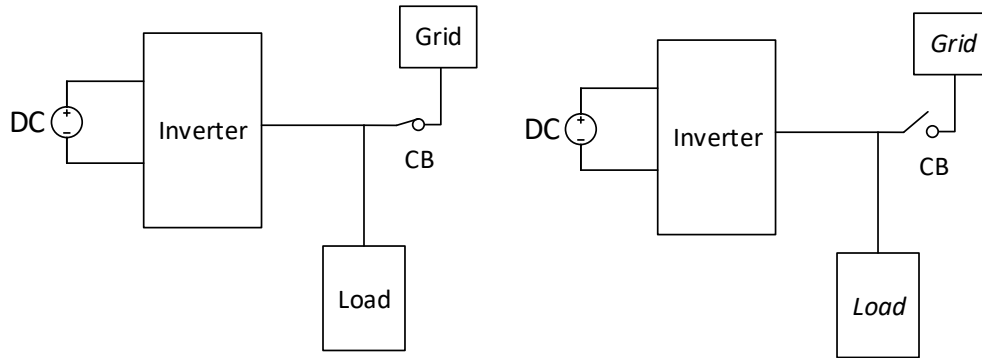 Grid
DC
+
−
Inverter
CB
Load
Grid
DC
+
−
Inverter
CB
Load